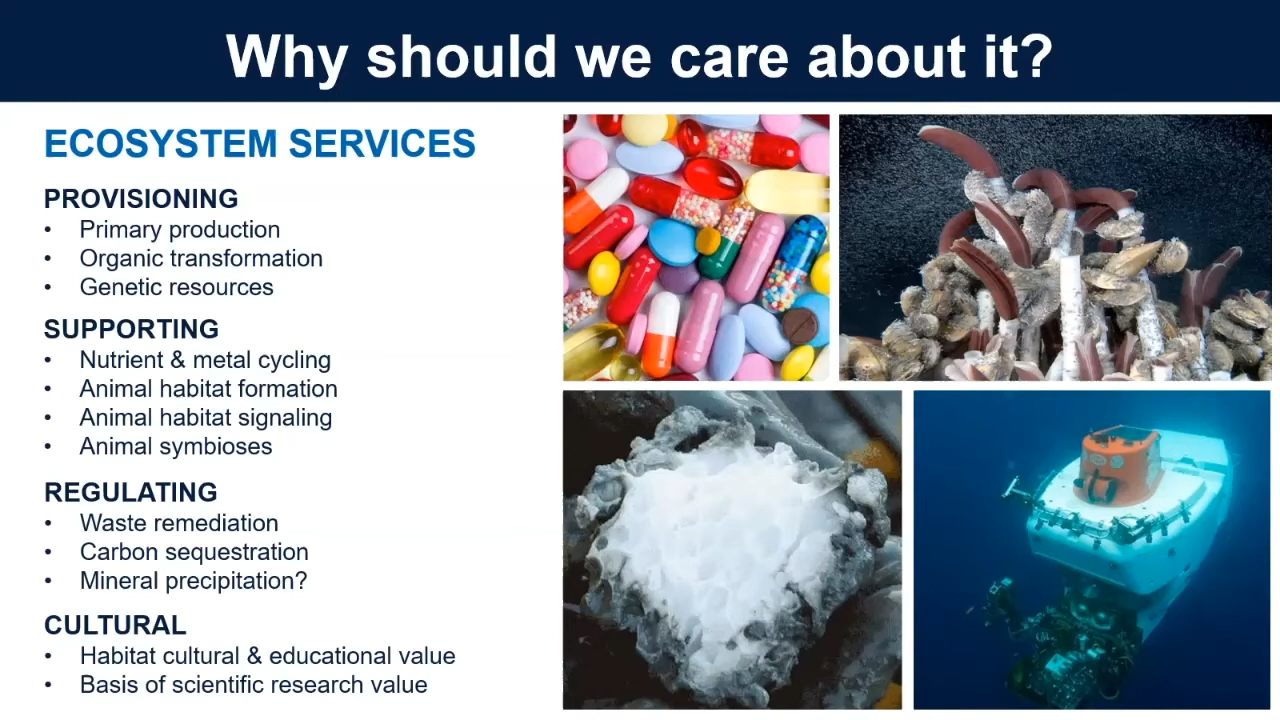 Why should we care about it?
ECOSYSTEM SERVICES
PROVISIONING
• Primary production
• Organic transformation
• Genetic resources
SUPPORTING
• Nutrient & metal cycling
• Animal habitat formation
• Animal habitat signaling
• Animal symbioses
REGULATING
• Waste remediation
• Carbon sequestration
• Mineral precipitation?
CULTURAL
• Habitat cultural & educational value
• Basis of scientific research value